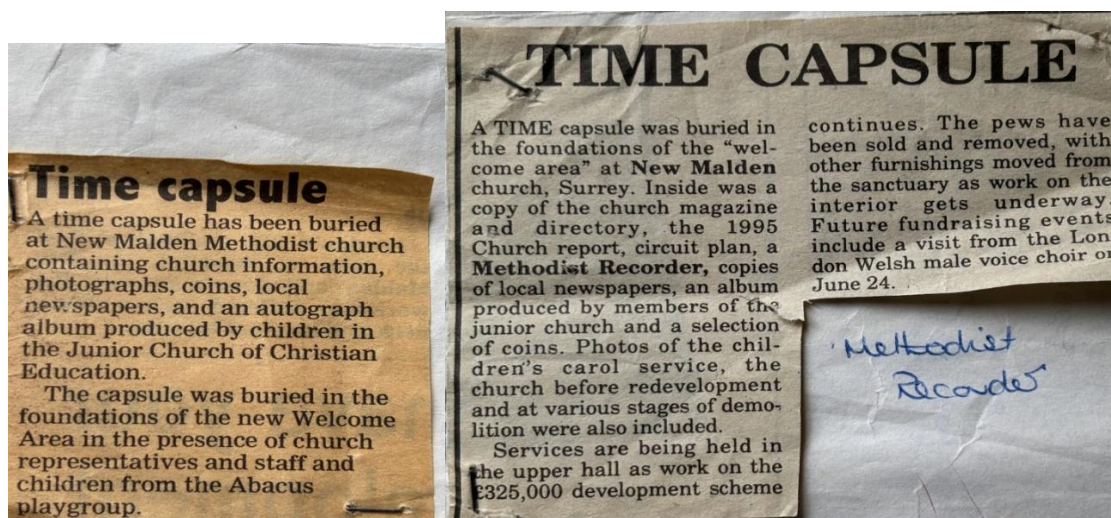 Time capsule
A time capsule has been buried
at New Malden Methodist church
containing church information,
photographs, coins, local
newspapers, and an autograph
album produced by children in
the Junior Church of Christian
Education.
The capsule was buried in the
foundations of the new Welcome
Area in the presence of church
representatives and staff and
children from the Abacus
playgroup.
TIME CAPSULE
A TIME capsule was buried in
the foundations of the "wel-
come area" at New Malden
church, Surrey. Inside was a
copy of the church magazine
and directory, the 1995
Church report, circuit plan, a
Methodist Recorder, copies
of local newspapers, an album
produced by members of the
junior church and a selection
of coins. Photos of the chil-
dren's carol service, the
church before redevelopment
and at various stages of demo-
lition were also included.
Services are being held in
the upper hall as work on the
£325,000 development scheme
continues. The pews have
been sold and removed, with
other furnishings moved from
the sanctuary as work on the
interior gets underway.
Future fundraising events
include a visit from the Lon
don Welsh male voice choir on
June 24.
Methodist
Recorder